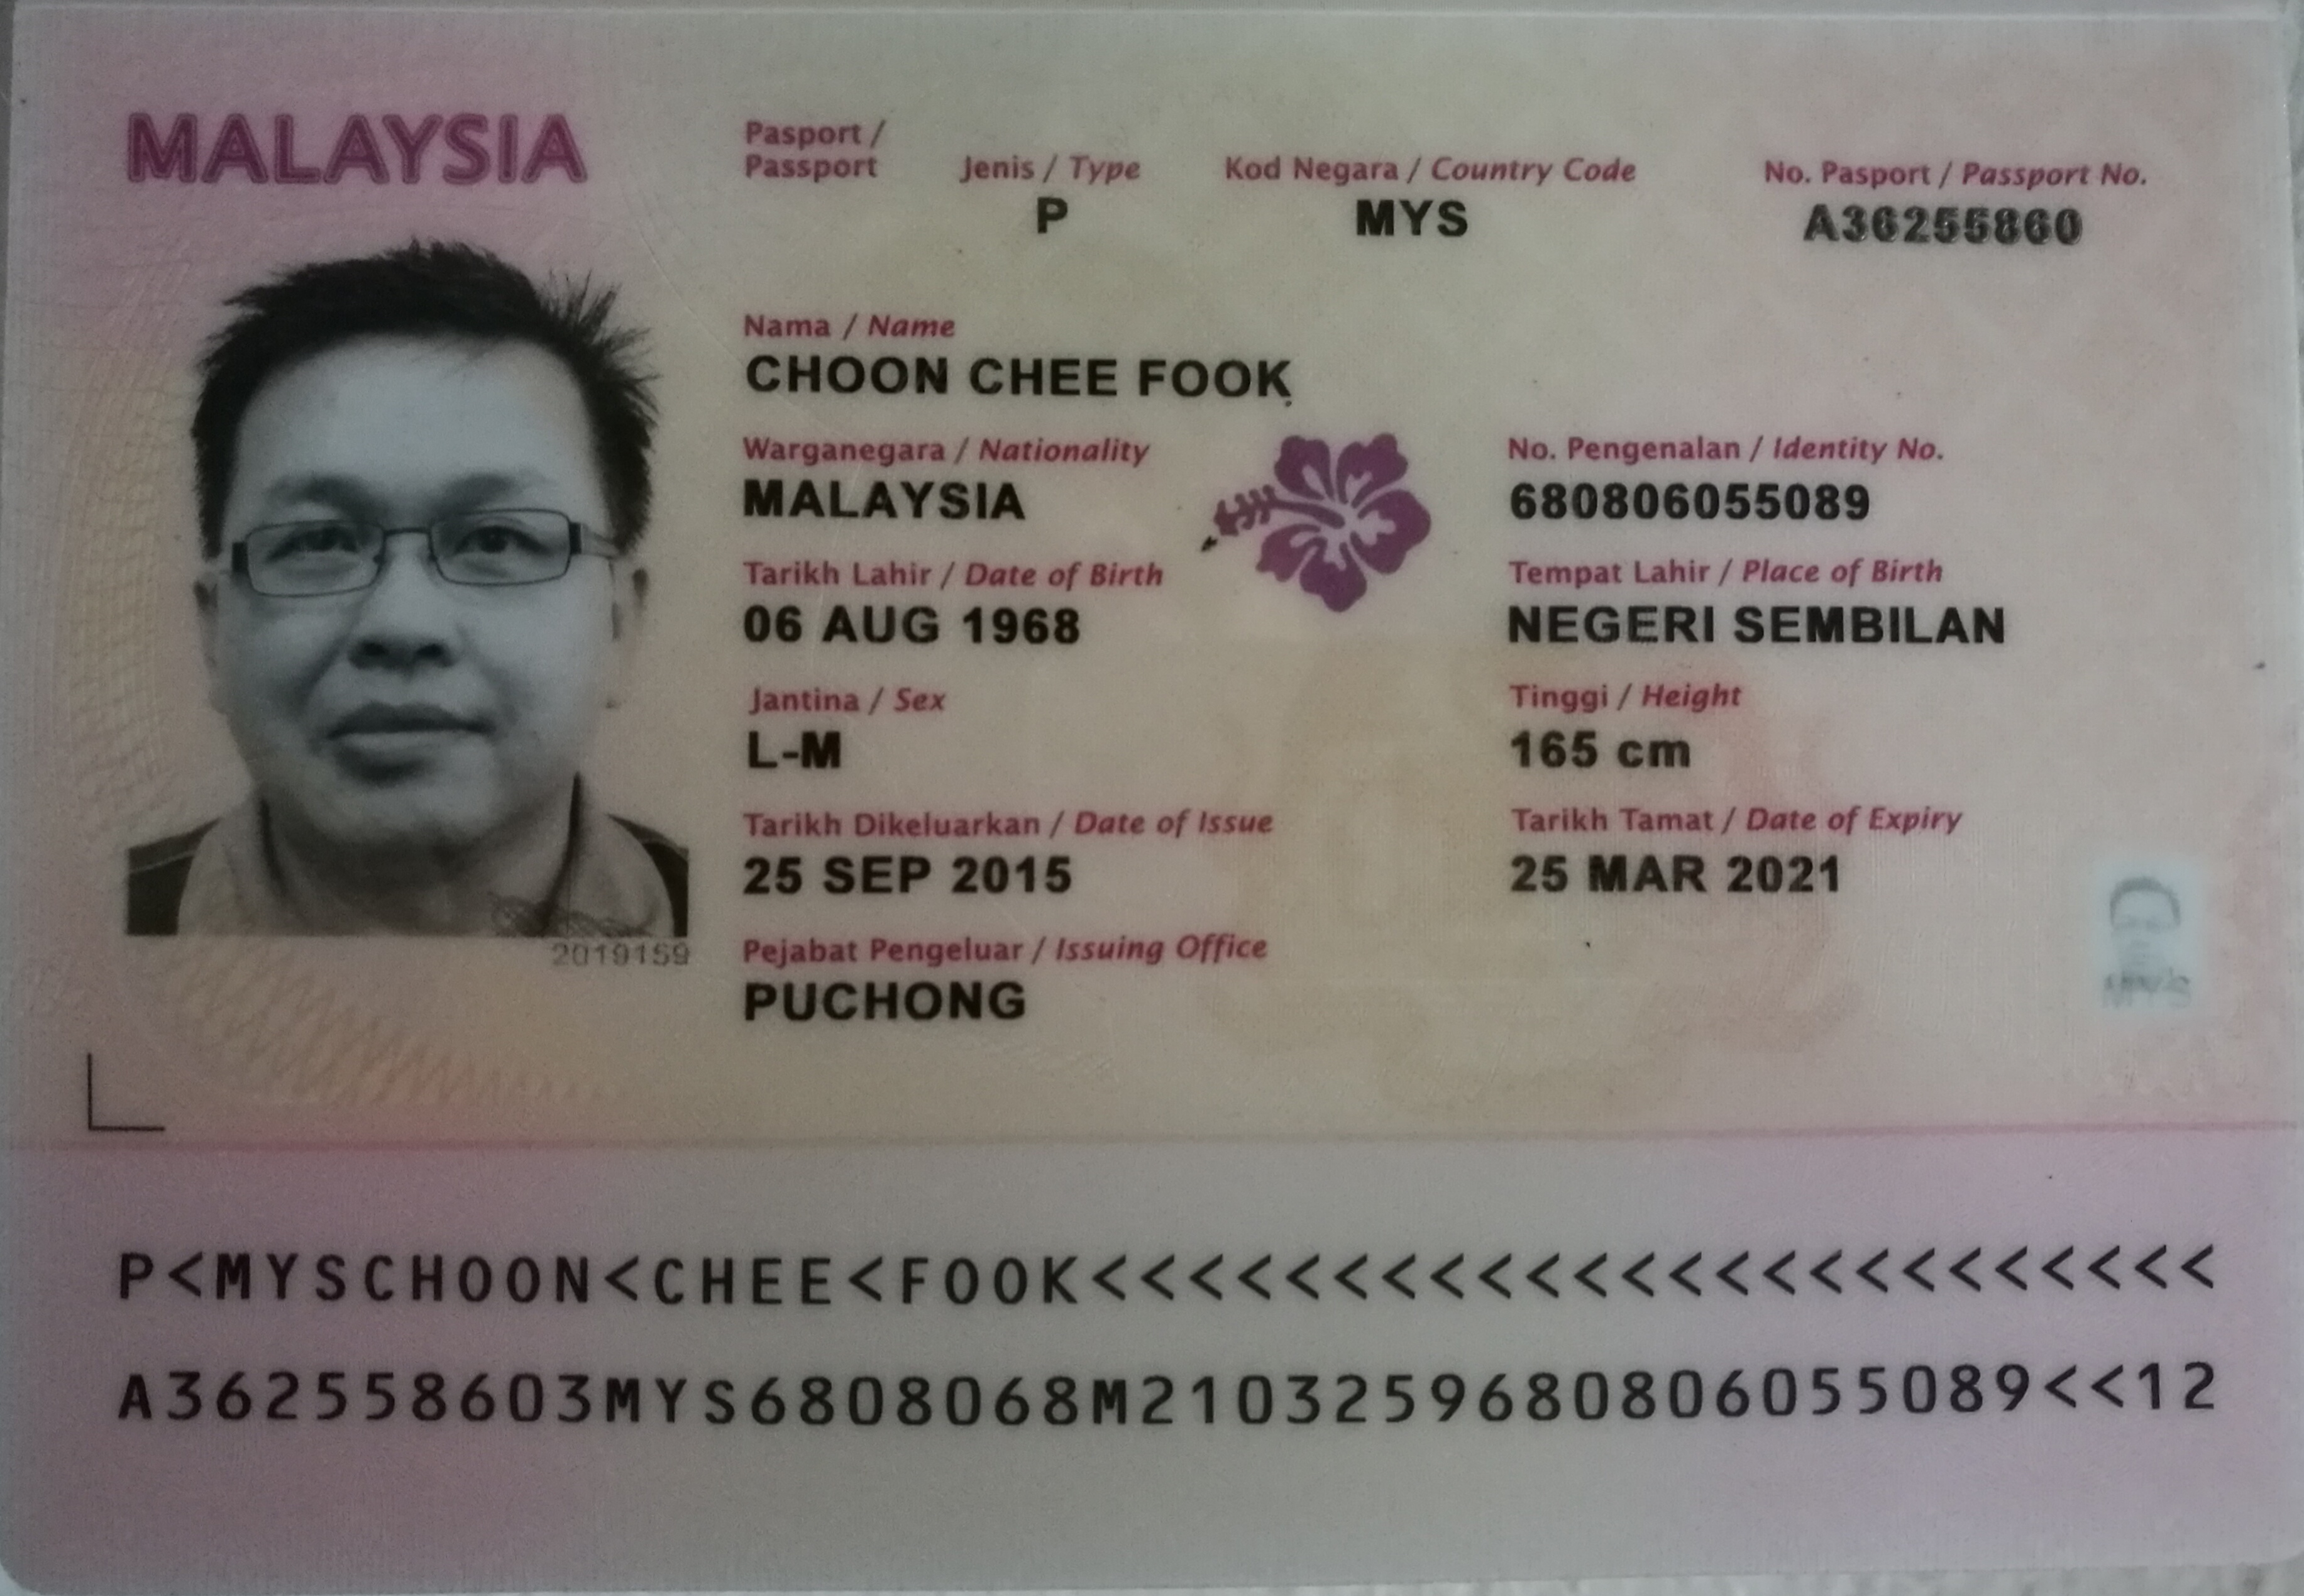 MALAYSIA
Pasport /
Passport
Jenis / Type
Kod Negara / Country Code
No. Pasport / Passport No.
P
MYS
A36255860
Nama / Name
CHOON CHEE FOOK
Warganegara / Nationality
No. Pengenalan / Identity No.
MALAYSIA
680806055089
Tarikh Lahir / Date of Birth
Tempat Lahir / Place of Birth
06 AUG 1968
NEGERI SEMBILAN
Jantina / Sex
Tinggi / Height
L-M
165 cm
Tarikh Dikeluarkan / Date of Issue
Tarikh Tamat / Date of Expiry
25 SEP 2015
25 MAR 2021
2019159
Pejabat Pengeluar / Issuing Office
PUCHONG
P<MYSCHOON<CHEE<FOOK<<<<<<<<<<<<<<<<<<<<<<<<
A362558603MYS6808068M2103259680806055089<<12